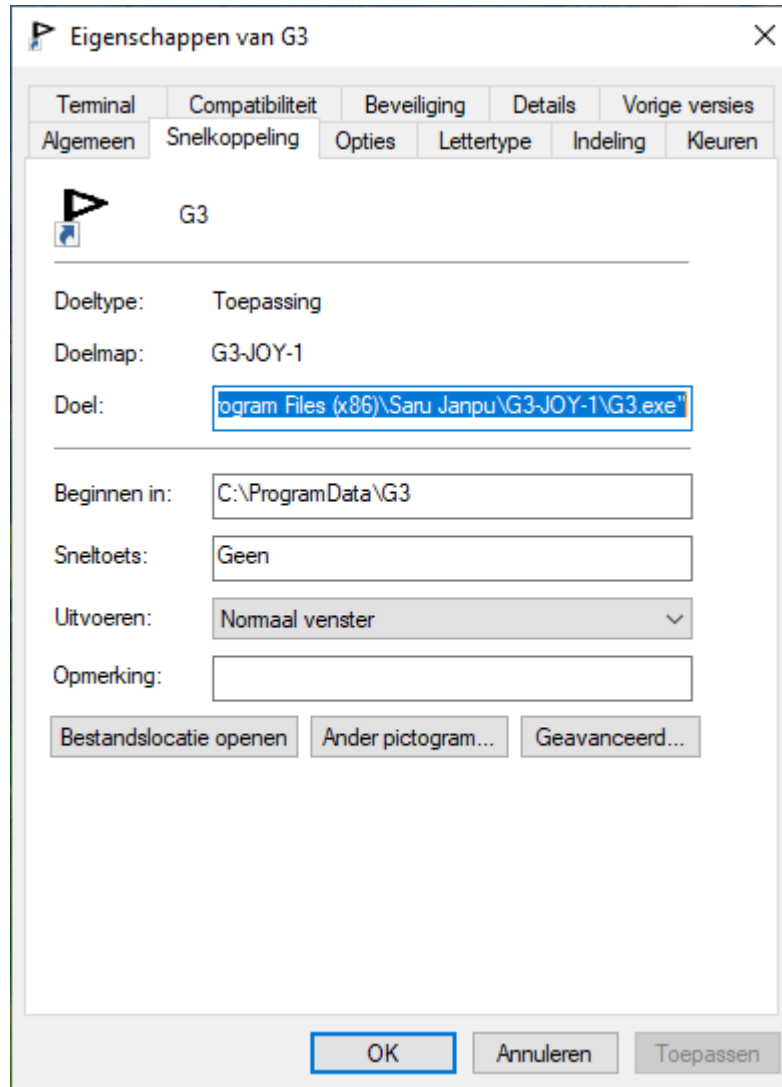 Eigenschappen van G3
Terminal Compatibiliteit Beveiliging Details Vorige versies
Algemeen Snelkoppeling Opties Lettertype Indeling Kleuren
G3
Doeltype: Toepassing
Doelmap: G3-JOY-1
Doel: rogram Files (x86)\Saru Janpu\G3-JOY-1\G3.exe"
Beginnen in: C:\ProgramData\G3
Sneltoets: Geen
Uitvoeren: Normaal venster
Opmerking:
Bestandslocatie openen Ander pictogram... Geavanceerd...
OK Annuleren Toepassen